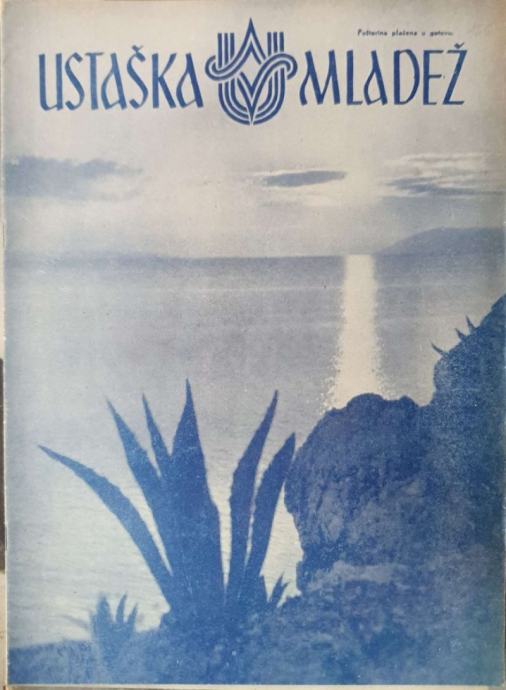 Poštarina plaćena u gotovu.
USTAŠKA MLADEŽ